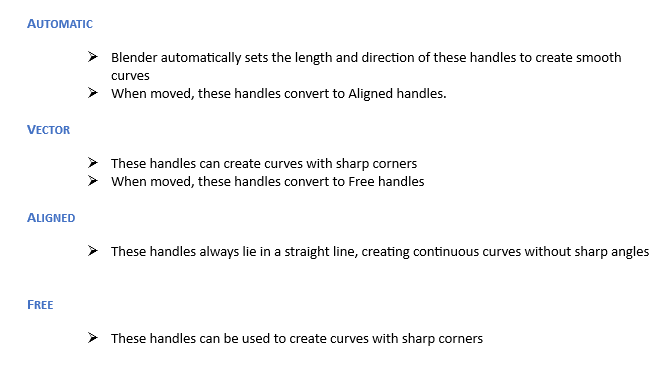 AUTOMATIC
➢ Blender automatically sets the length and direction of these handles to create smooth
curves
➢ When moved, these handles convert to Aligned handles.
VECTOR
➢ These handles can create curves with sharp corners
➢ When moved, these handles convert to Free handles
ALIGNED
➢ These handles always lie in a straight line, creating continuous curves without sharp angles
FREE
➢ These handles can be used to create curves with sharp corners